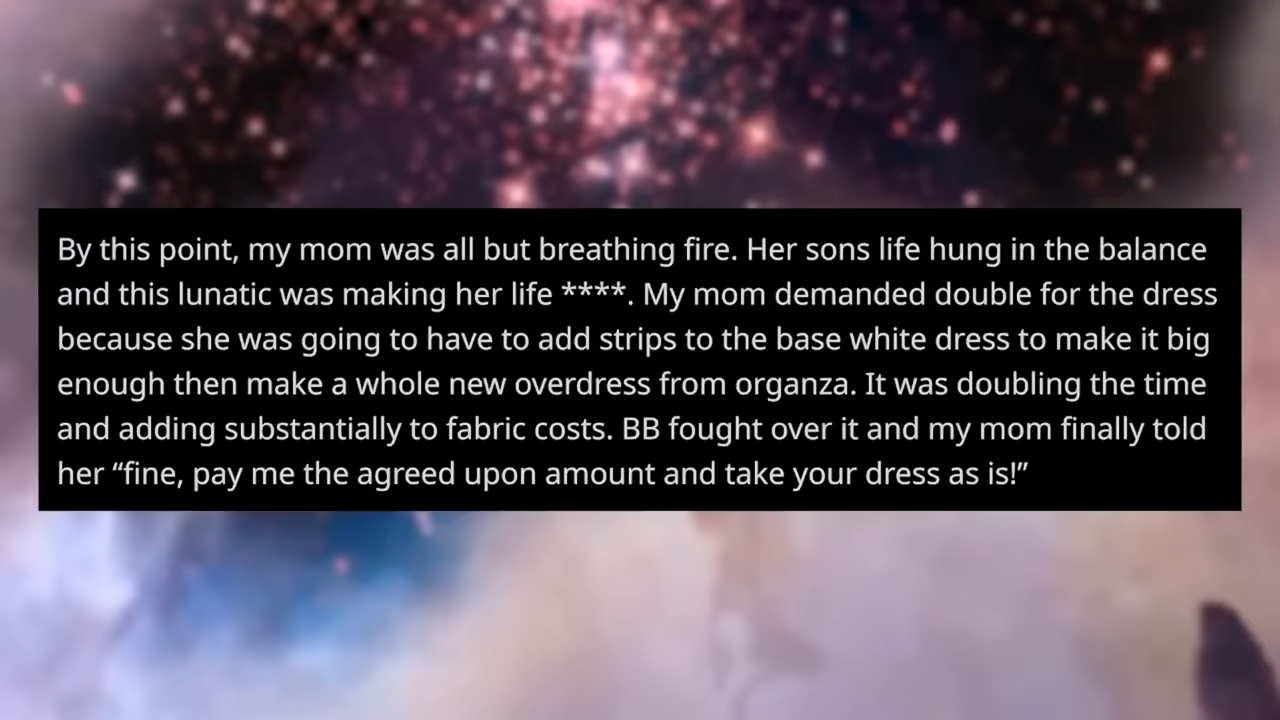 By this point, my mom was all but breathing fire. Her sons life hung in the balance
and this lunatic was making her life ****. My mom demanded double for the dress
because she was going to have to add strips to the base white dress to make it big
enough then make a whole new overdress from organza. It was doubling the time
and adding substantially to fabric costs. BB fought over it and my mom finally told
her “fine, pay me the agreed upon amount and take your dress as is!”